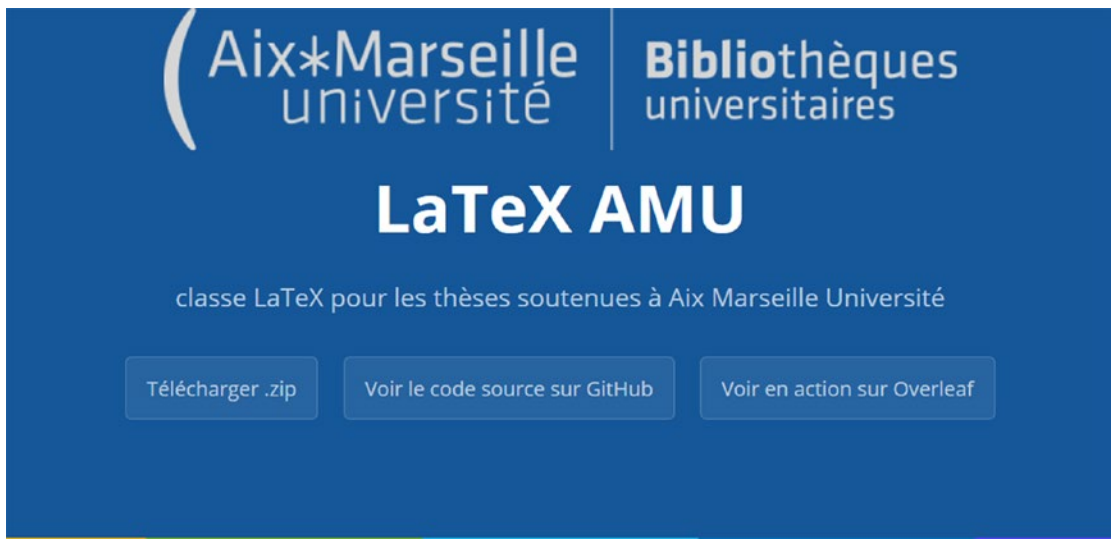 Aix*Marseille
université
Bibliothèques
universitaires
LaTeX AMU
classe LaTeX pour les thèses soutenues à Aix Marseille Université
Télécharger .zip
Voir le code source sur GitHub
Voir en action sur Overleaf